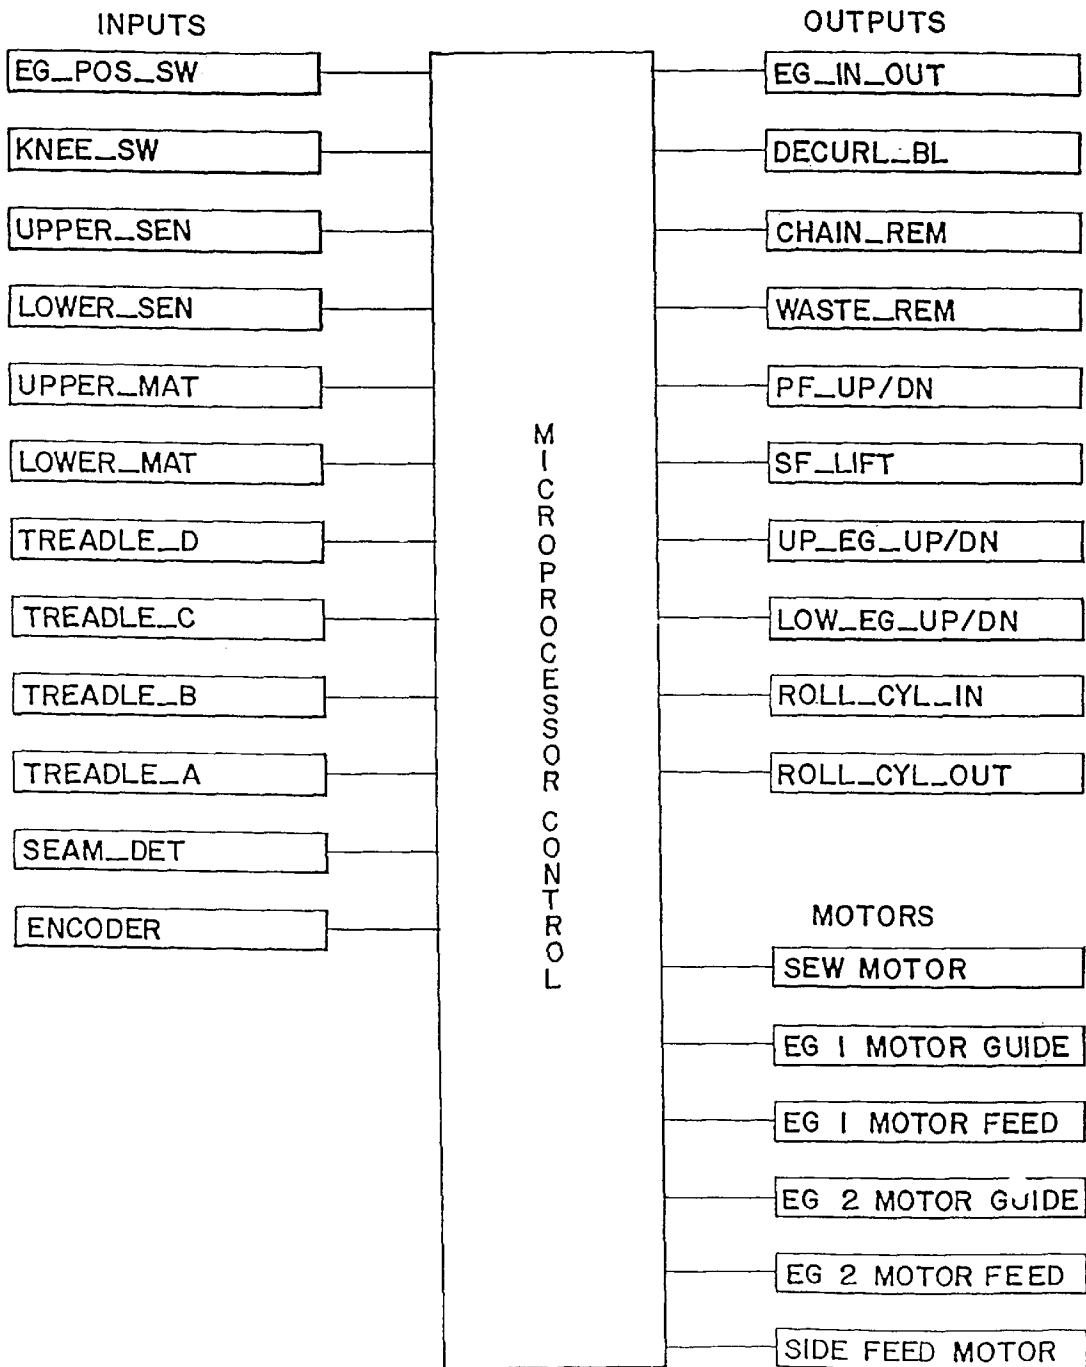 INPUTS
EG_POS_SW
KNEE_SW
UPPER_SEN
LOWER_SEN
UPPER_MAT
LOWER_MAT
TREADLE_D
TREADLE_C
TREADLE_B
TREADLE_A
SEAM_DET
ENCODER
MICROPROCESSOR CONTROL
OUTPUTS
EG_IN_OUT
DECURL_BL
CHAIN_REM
WASTE_REM
PF_UP/DN
SF_LIFT
UP_EG_UP/DN
LOW_EG_UP/DN
ROLL_CYL_IN
ROLL_CYL_OUT
MOTORS
SEW MOTOR
EG 1 MOTOR GUIDE
EG 1 MOTOR FEED
EG 2 MOTOR GUIDE
EG 2 MOTOR FEED
SIDE FEED MOTOR